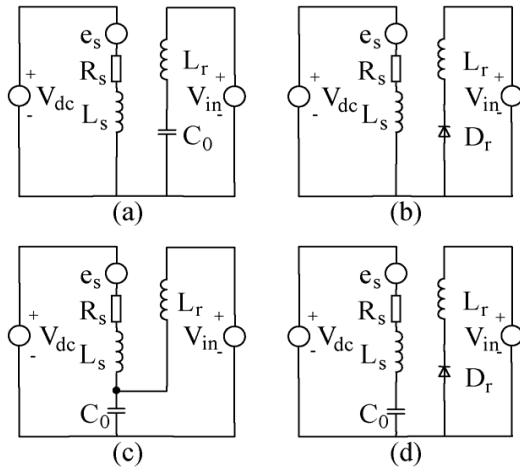 e_s
R_s
L_s
+
V_dc
-
L_r
V_in
+
-
C_0
(a)
e_s
R_s
L_s
+
V_dc
-
L_r
V_in
+
-
D_r
(b)
e_s
R_s
L_s
+
V_dc
-
L_r
V_in
+
-
C_0
(c)
e_s
R_s
L_s
+
V_dc
-
L_r
V_in
+
-
D_r
C_0
(d)